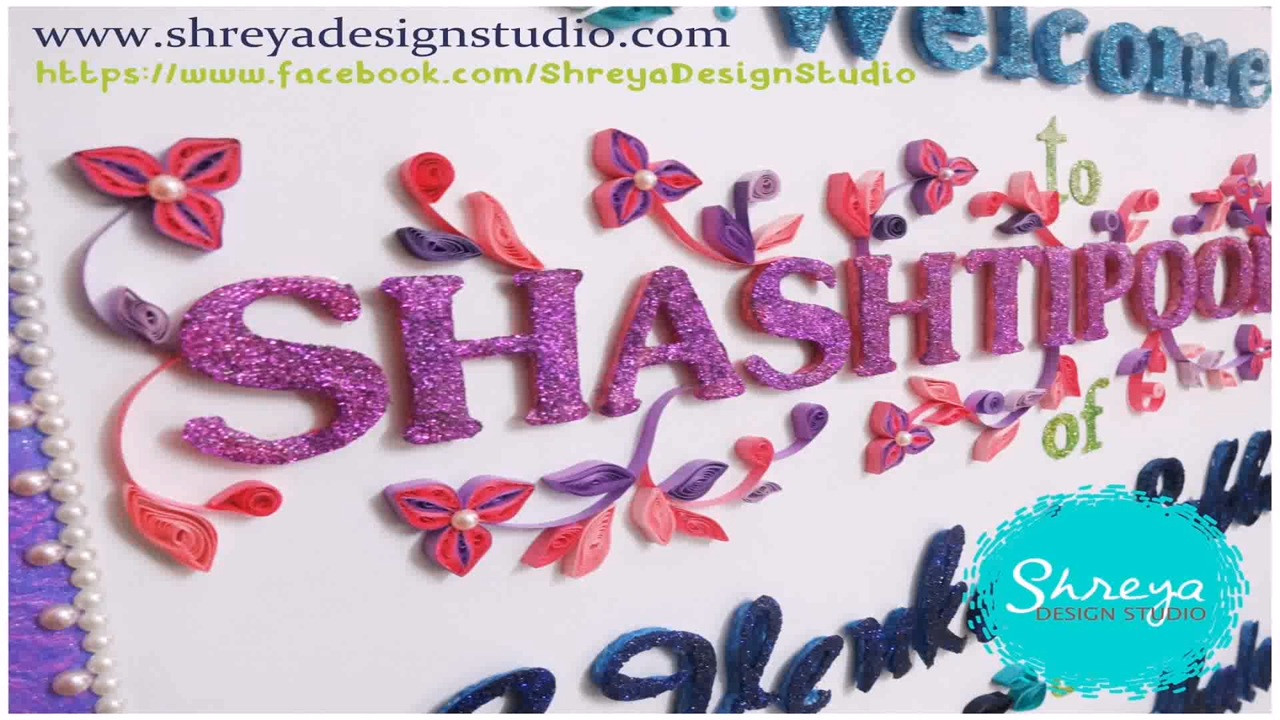 www.shreyadesignstudio.com
https://www.facebook.com/ShreyaDesignStudio
Welcome
to
SHASHTIPOO
of
Shreya
DESIGN STUDIO